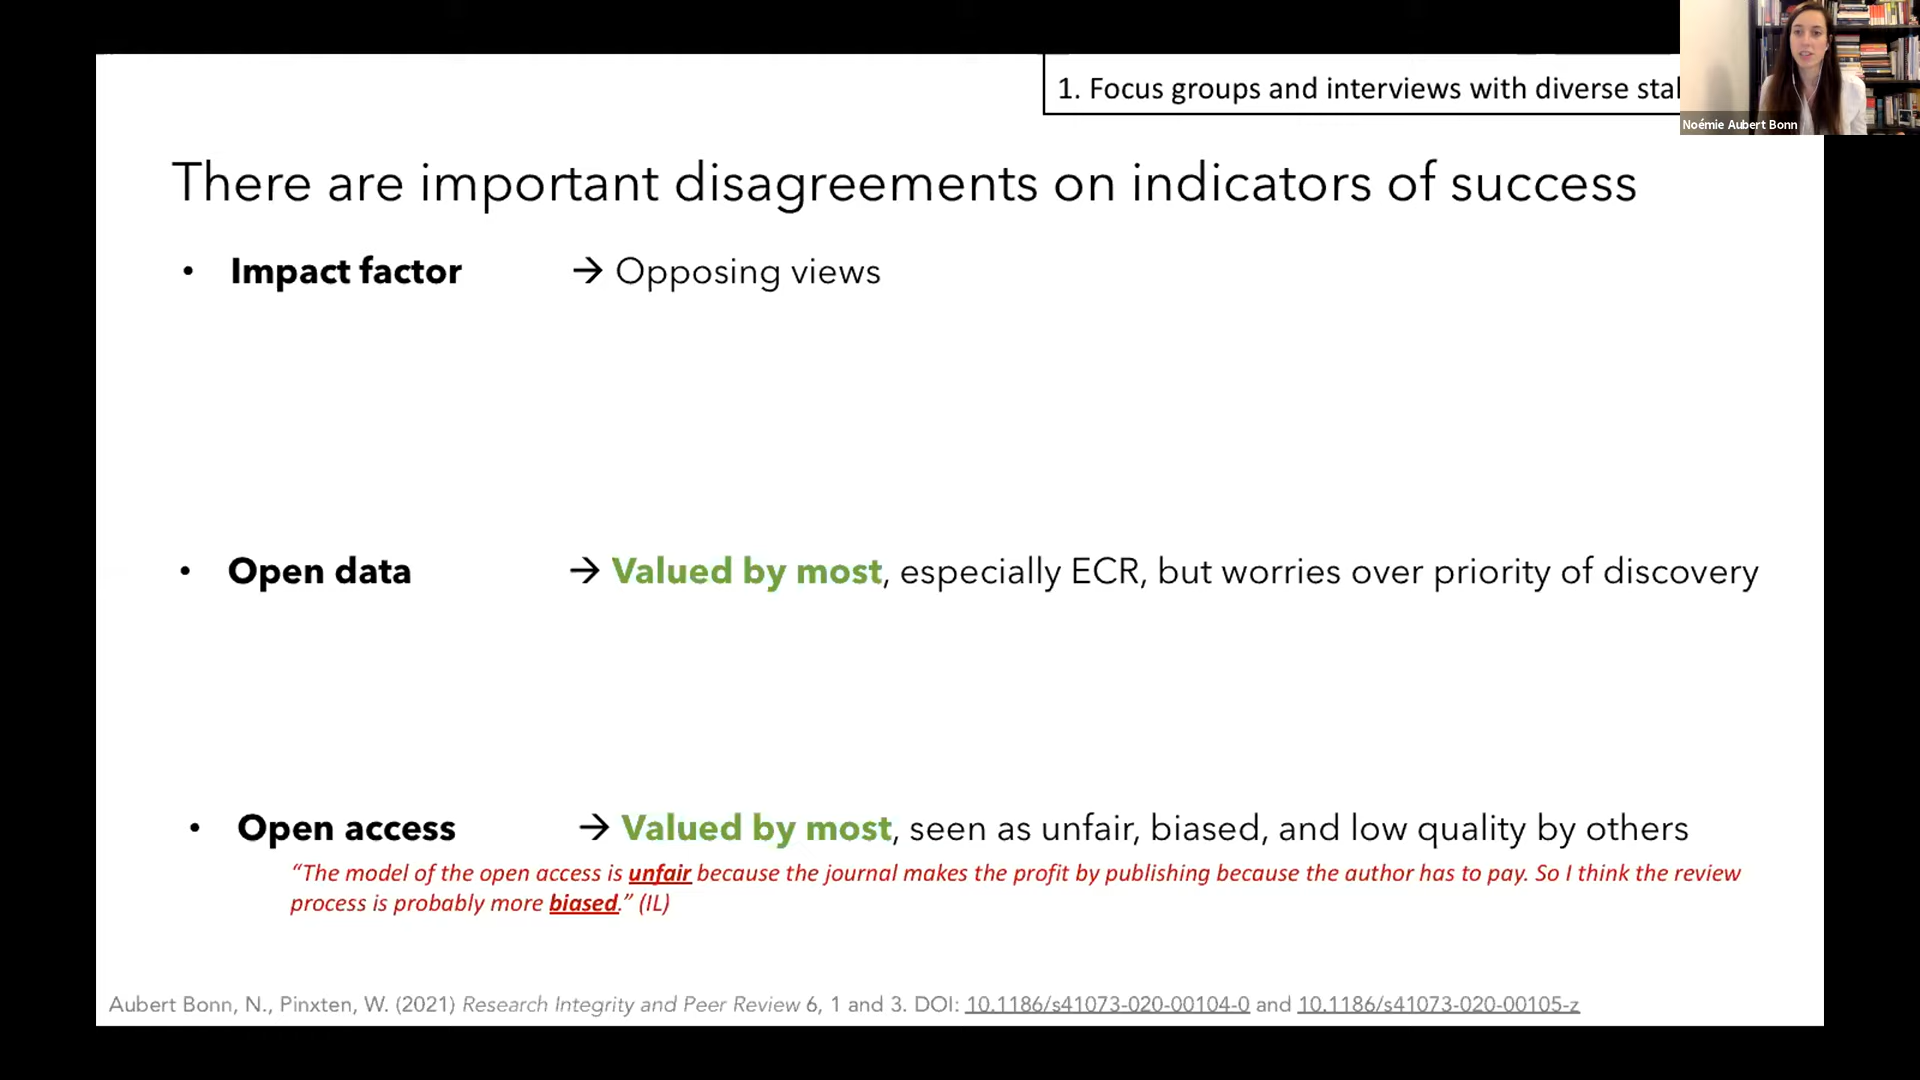 1. Focus groups and interviews with diverse
Noémie Aubert Bonn
There are important disagreements on indicators of success
• Impact factor → Opposing views
• Open data → Valued by most, especially ECR, but worries over priority of discovery
• Open access → Valued by most, seen as unfair, biased, and low quality by others
“The model of the open access is unfair because the journal makes the profit by publishing because the author has to pay. So I think the review
process is probably more biased.” (IL)
Aubert Bonn, N., Pinxten, W. (2021) Research Integrity and Peer Review 6, 1 and 3. DOI: 10.1186/s41073-020-00104-0 and 10.1186/s41073-020-00105-z